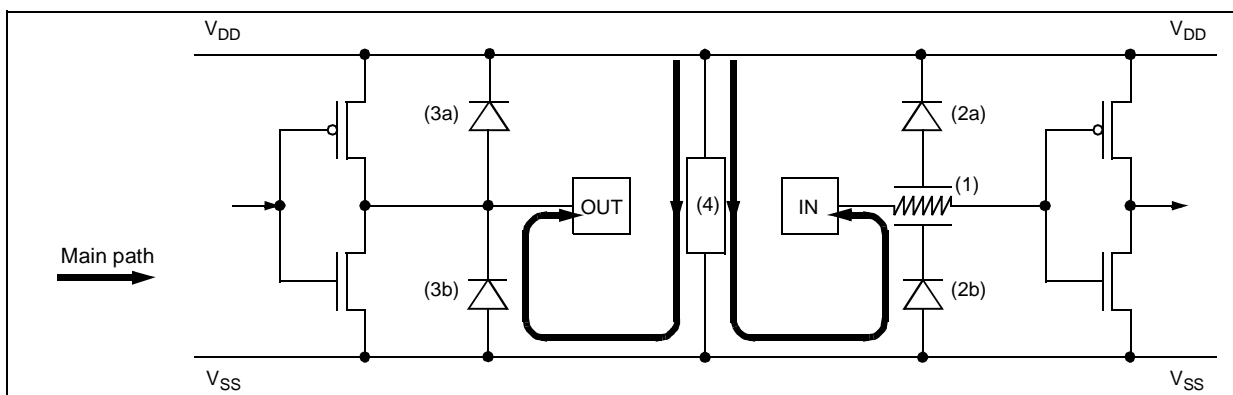 VDD
VDD
(3a)
(2a)
(1)
OUT
(4)
IN
Main path
(3b)
(2b)
VSS
VSS